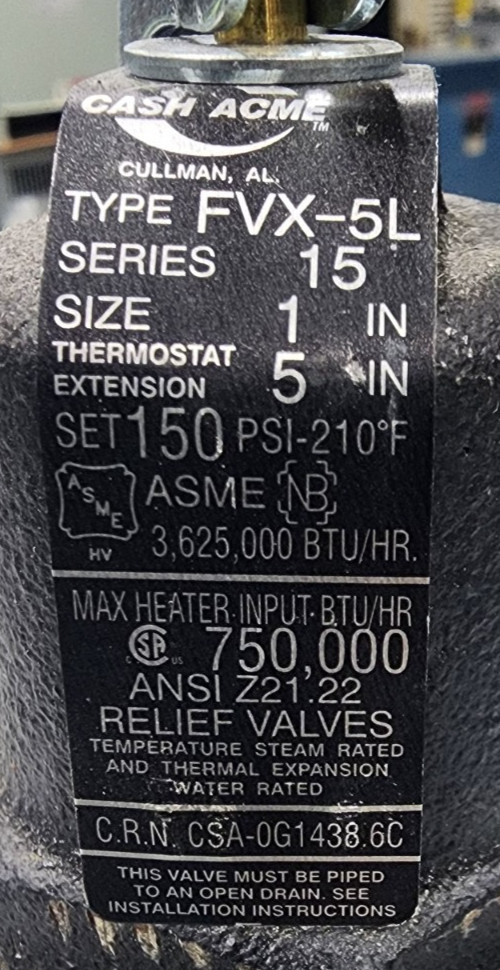 CASH ACME™
CULLMAN, AL.
TYPE FVX-5L
SERIES 15
SIZE 1 IN
THERMOSTAT
EXTENSION 5 IN
SET 150 PSI-210°F
ASME ASME NB
HV 3,625,000 BTU/HR.
MAX HEATER INPUT BTU/HR
C SA US 750,000
ANSI Z21.22
RELIEF VALVES
TEMPERATURE STEAM RATED
AND THERMAL EXPANSION
WATER RATED
C.R.N. CSA-0G1438.6C
THIS VALVE MUST BE PIPED
TO AN OPEN DRAIN. SEE
INSTALLATION INSTRUCTIONS